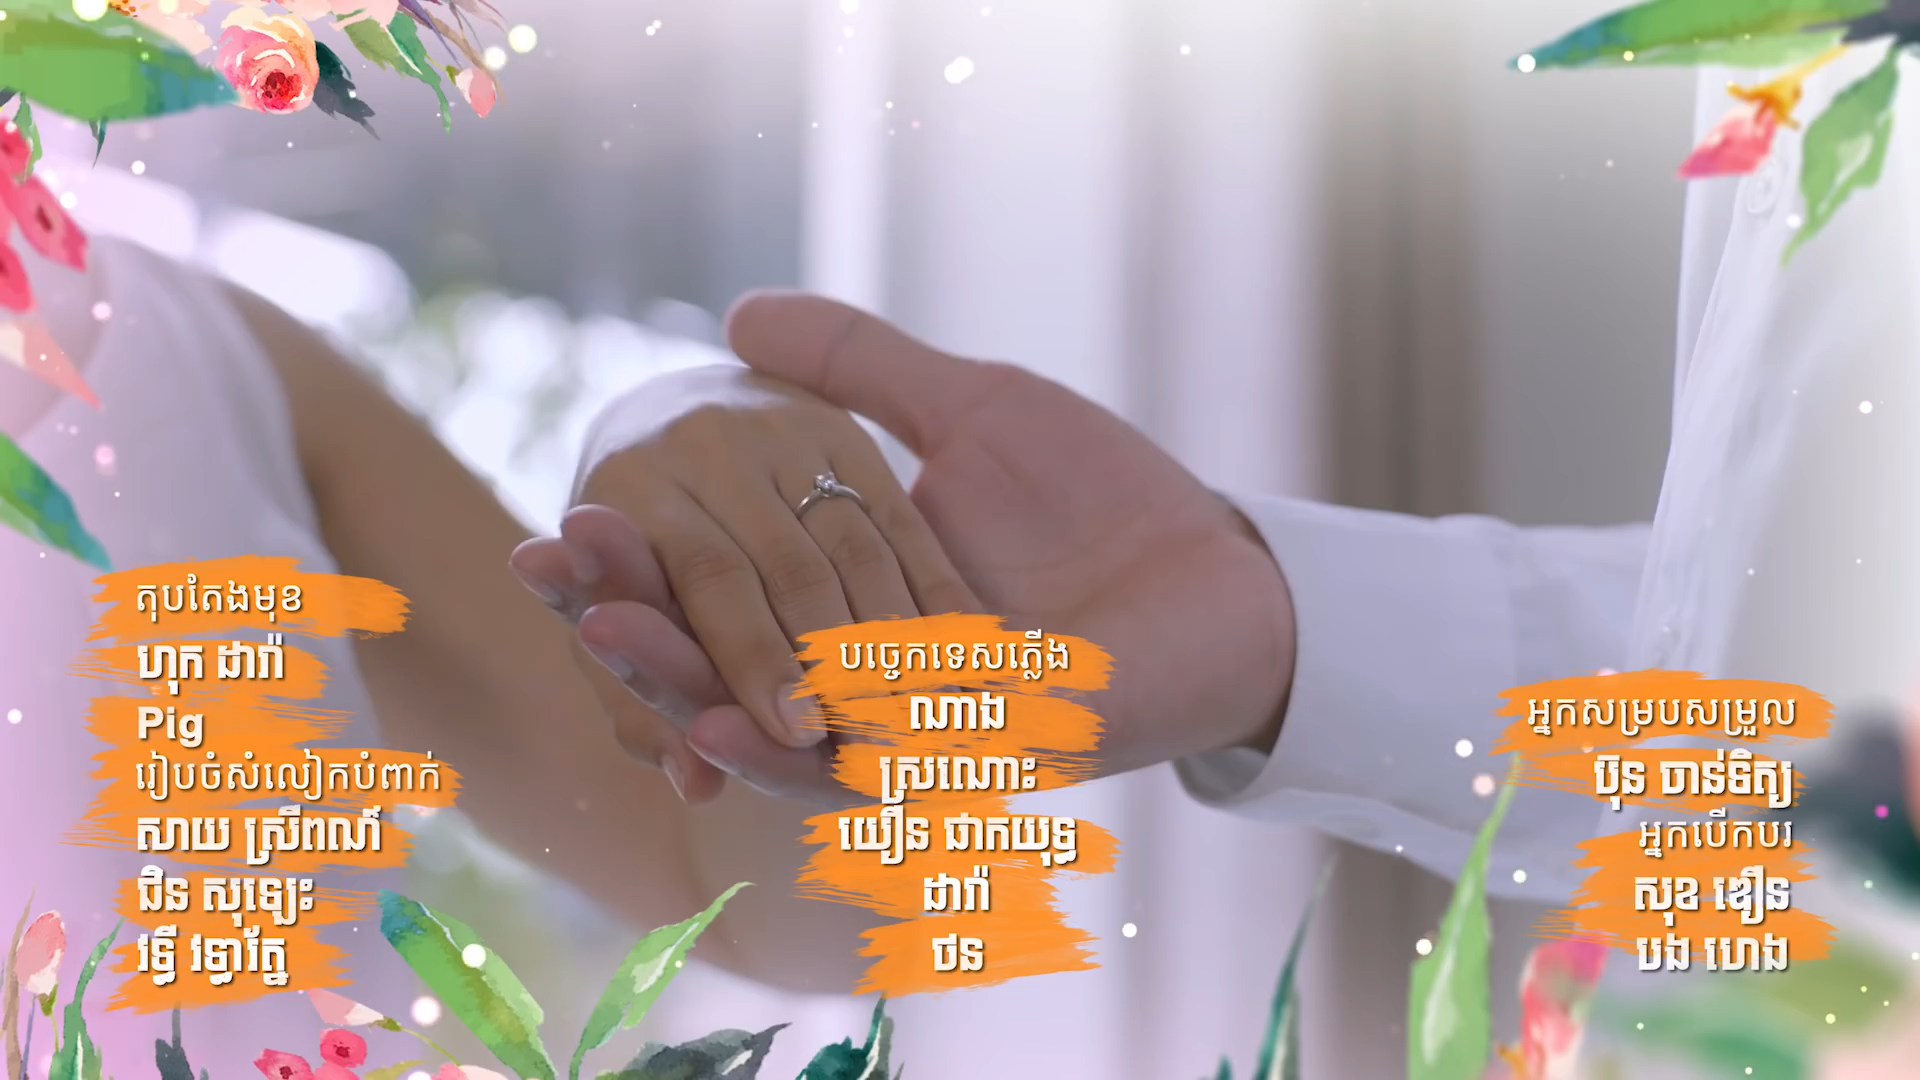 តុបតែងមុខ
ហុក ដារ៉ា
Pig
រៀបចំសំលៀកបំពាក់
សាយ ស្រីពណ៌
ជិន សុឡេះ
រទ្ធី រទ្ធារ័ត្ន
បច្ចេកទេសភ្លើង
ណាង
ស្រណោះ
យឿន ផាកយុទ្ធ
ដារ៉ា
ថន
អ្នកសម្របសម្រួល
ប៊ុន ចាន់ទិត្យ
អ្នកបើកបរ
សុខ ឌឿន
បង ហេង